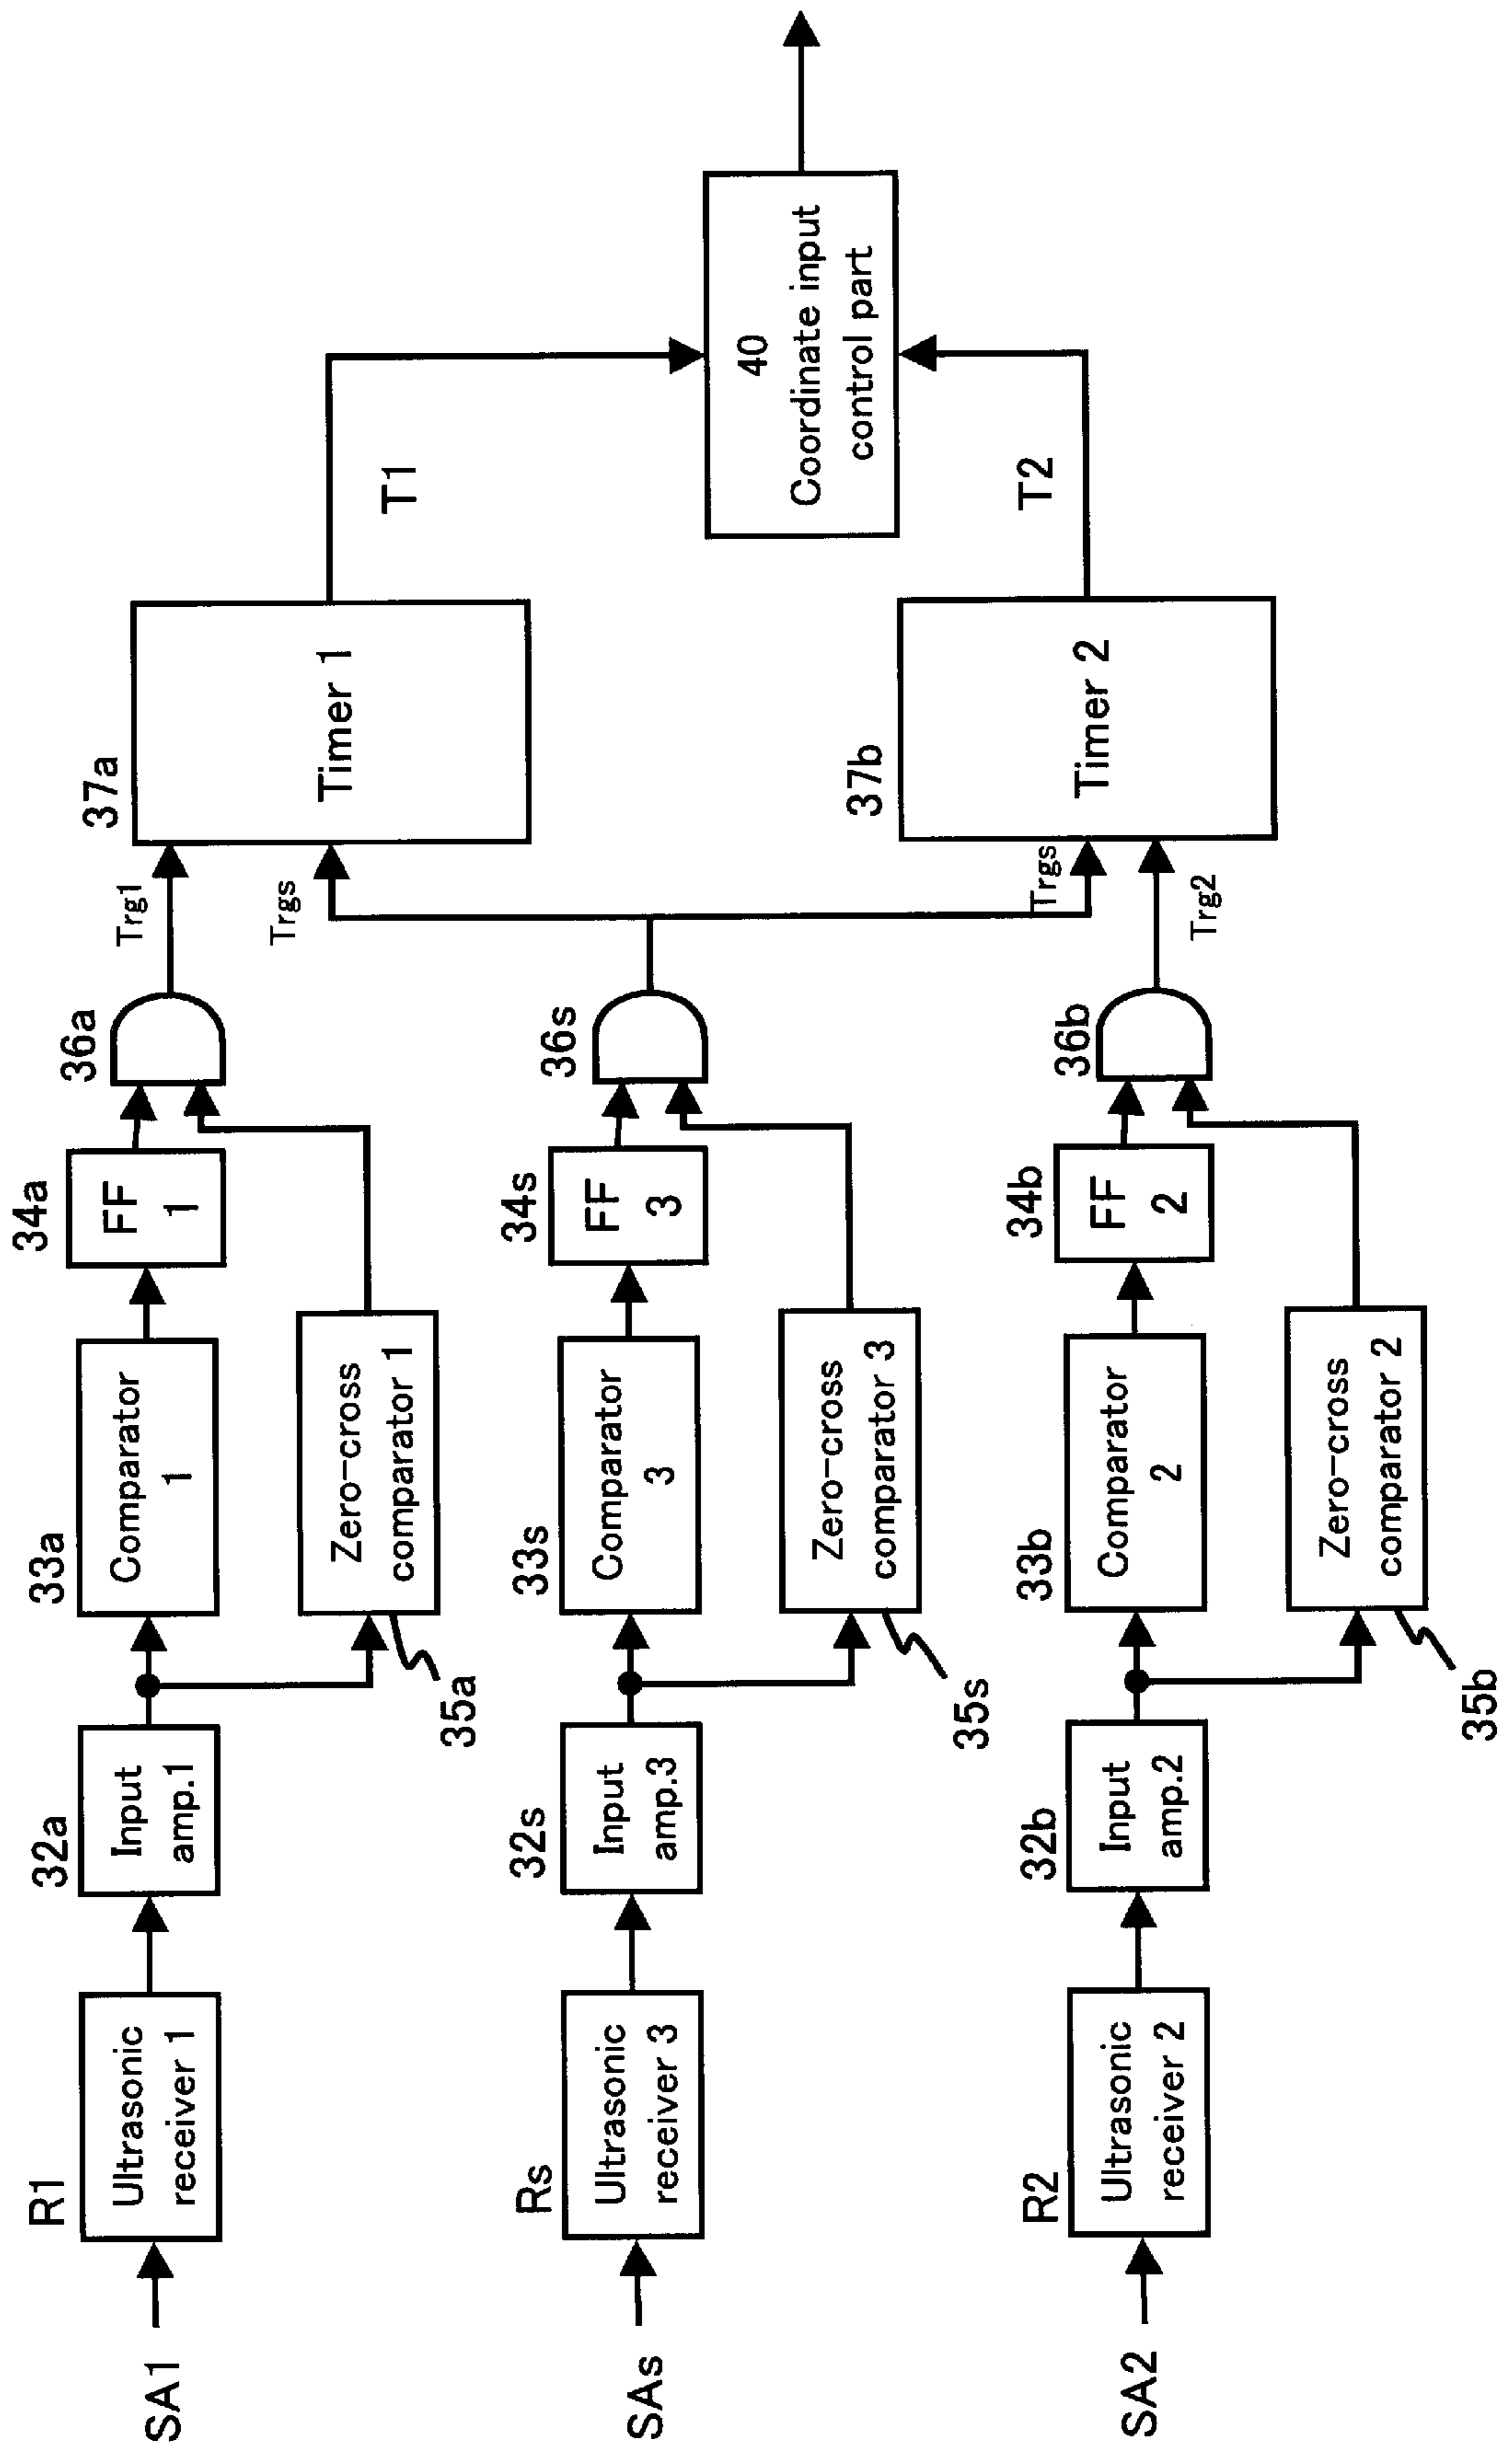 SA1
R1
Ultrasonic
receiver 1
32a
Input
amp.1
33a
Comparator
1
35a
Zero-cross
comparator 1
34a
FF
1
36a
Trg1
Trgs
37a
Timer 1
T1
SAs
Rs
Ultrasonic
receiver 3
32s
Input
amp.3
33s
Comparator
3
35s
Zero-cross
comparator 3
34s
FF
3
36s
40
Coordinate input
control part
SA2
R2
Ultrasonic
receiver 2
32b
Input
amp.2
33b
Comparator
2
35b
Zero-cross
comparator 2
34b
FF
2
36b
Trgs
Trg2
37b
Timer 2
T2